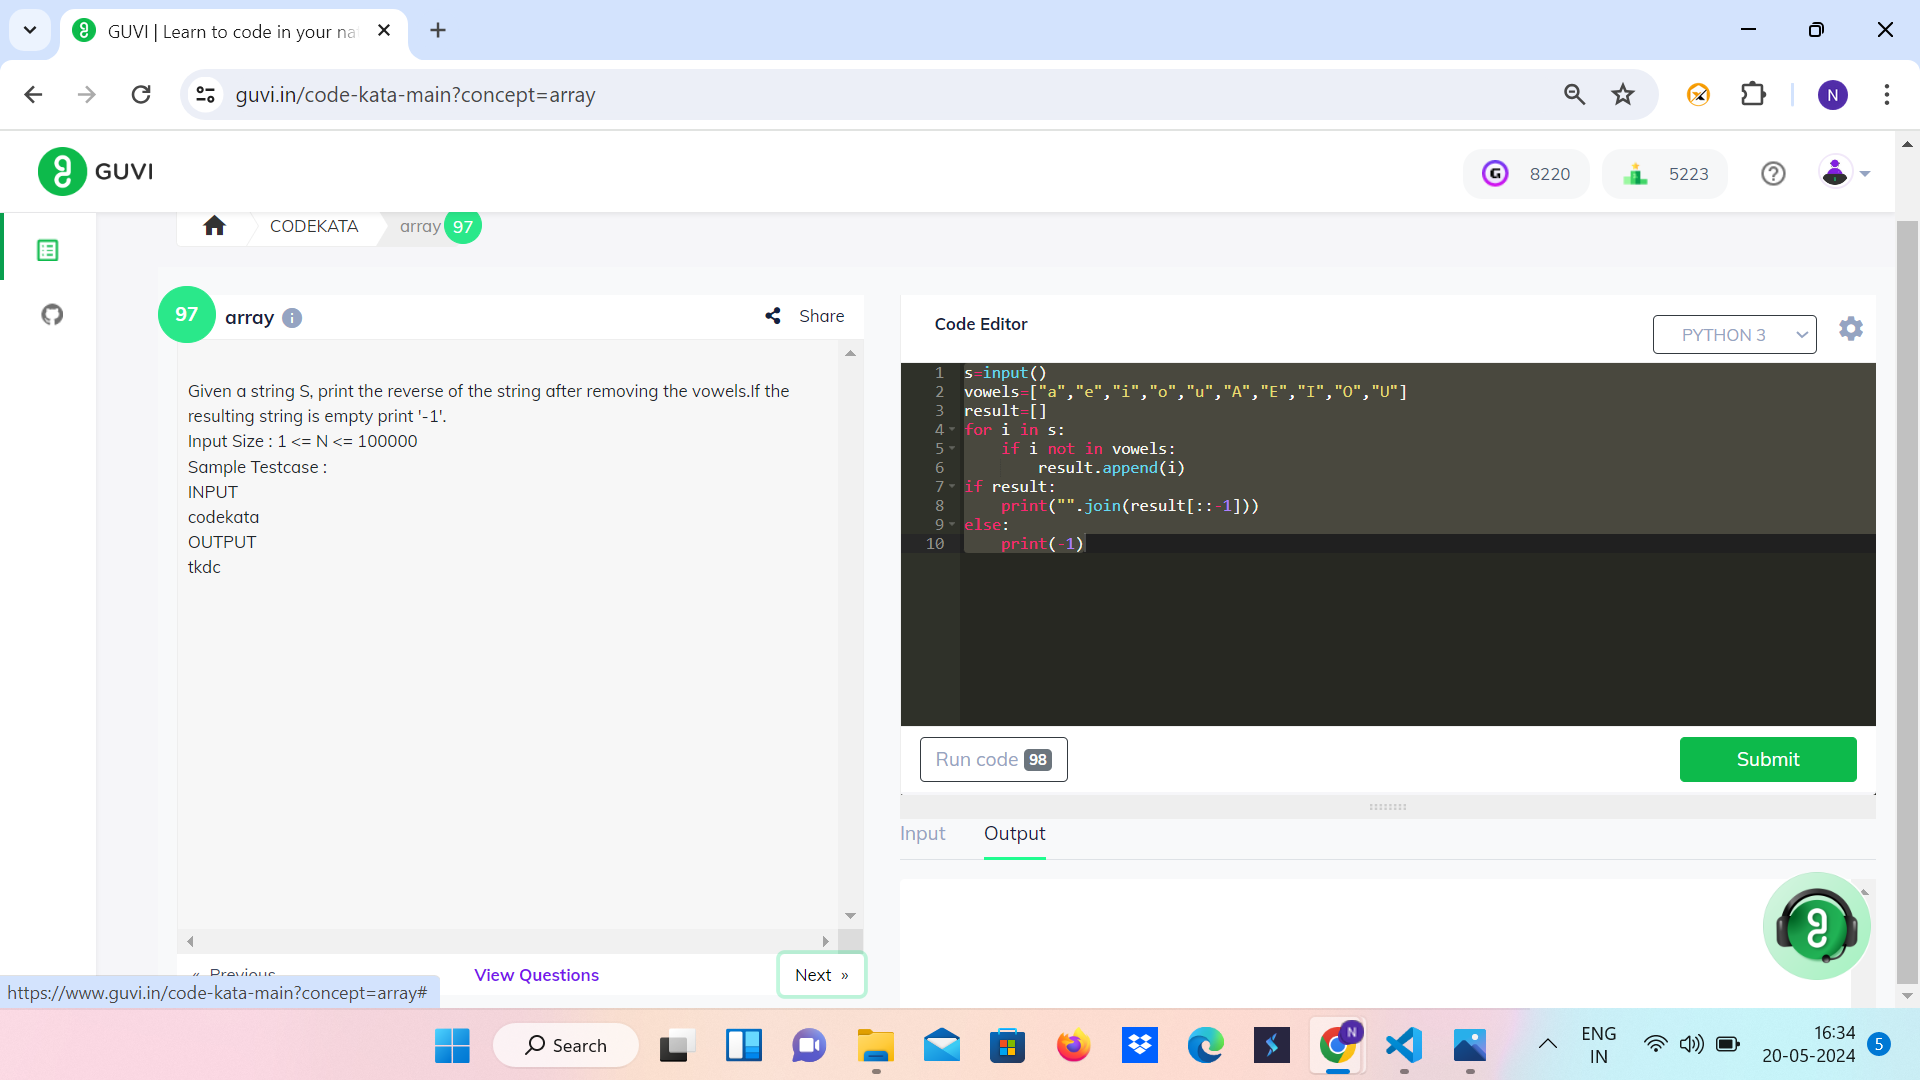 GUVI | Learn to code in your na
guvi.in/code-kata-main?concept=array
N
GUVI
G
8220
5223
CODEKATA
array
97
97
array
Share
Given a string S, print the reverse of the string after removing the vowels.If the
resulting string is empty print '-1'.
Input Size : 1 <= N <= 100000
Sample Testcase :
INPUT
codekata
OUTPUT
tkdc
« Previous
View Questions
Next »
https://www.guvi.in/code-kata-main?concept=array#
Code Editor
PYTHON 3
1 s=input()
2 vowels=["a","e","i","o","u","A","E","I","O","U"]
3 result=[]
4 for i in s:
5     if i not in vowels:
6         result.append(i)
7 if result:
8     print("".join(result[::-1]))
9 else:
10     print(-1)
Run code 98
Submit
Input
Output
Search
N
ENG
IN
16:34
20-05-2024
5